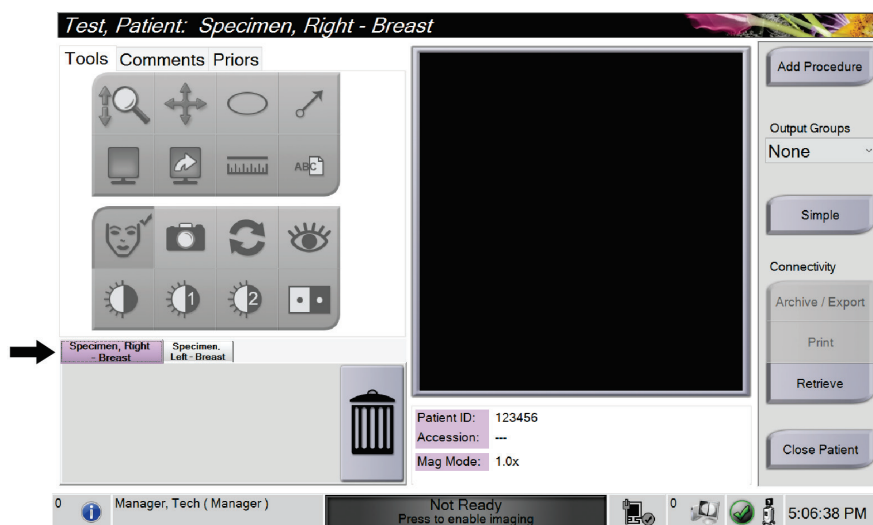 Test, Patient: Specimen, Right - Breast
Tools Comments Priors
ABC
1 2
Specimen, Right
- Breast
Specimen,
Left - Breast
Patient ID: 123456
Accession: ---
Mag Mode: 1.0x
Add Procedure
Output Groups
None
Simple
Connectivity
Archive / Export
Print
Retrieve
Close Patient
0 Manager, Tech ( Manager )
Not Ready
Press to enable imaging
0 5:06:38 PM